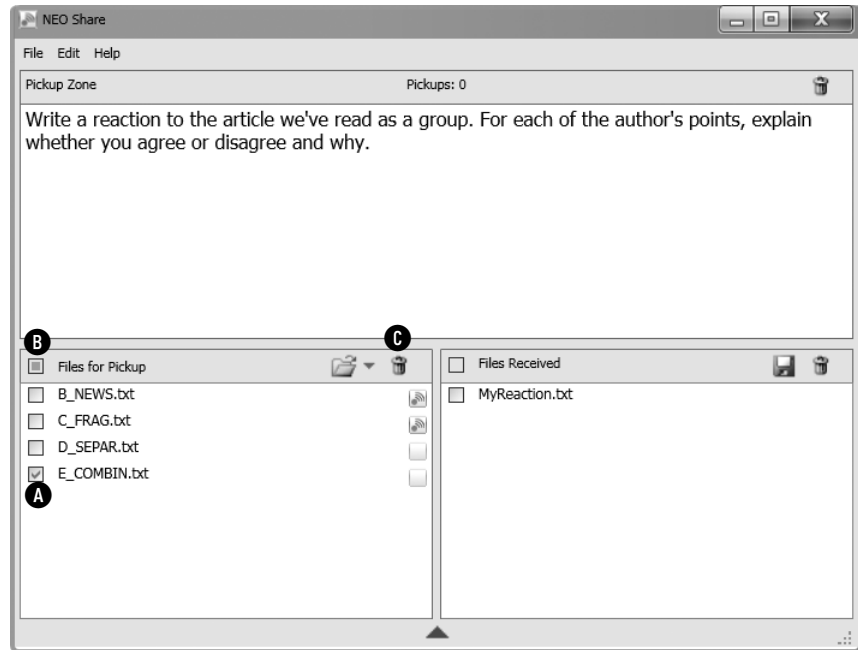 NEO Share
File Edit Help
Pickup Zone Pickups: 0
Write a reaction to the article we've read as a group. For each of the author's points, explain
whether you agree or disagree and why.
B C
Files for Pickup
B_NEWS.txt
C_FRAG.txt
D_SEPAR.txt
E_COMBIN.txt
A
Files Received
MyReaction.txt